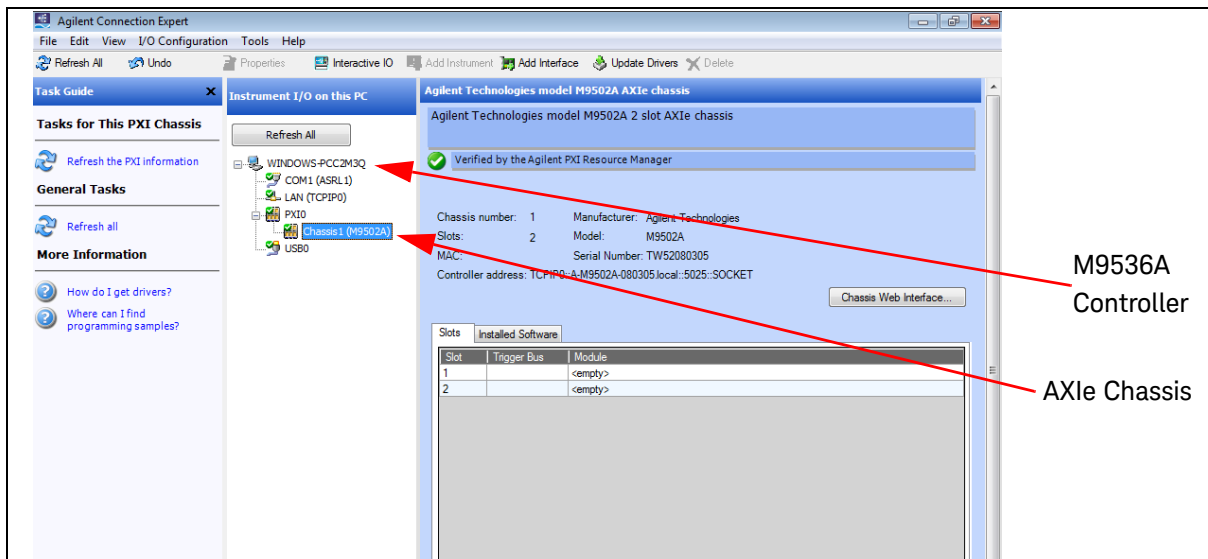 Agilent Connection Expert
File Edit View I/O Configuration Tools Help
Refresh All Undo Properties Interactive IO Add Instrument Add Interface Update Drivers Delete
Task Guide
Tasks for This PXI Chassis
Refresh the PXI information
General Tasks
Refresh all
More Information
How do I get drivers?
Where can I find
programming samples?
Instrument I/O on this PC
Refresh All
WINDOWS-PCC2M3Q
COM1 (ASRL1)
LAN (TCPIP0)
PXI0
Chassis1 (M9502A)
USB0
Agilent Technologies model M9502A AXIe chassis
Agilent Technologies model M9502A 2 slot AXIe chassis
Verified by the Agilent PXI Resource Manager
Chassis number: 1 Manufacturer: Agilent Technologies
Slots: 2 Model: M9502A
MAC: Serial Number: TW52080305
Controller address: TCPIP0::A-M9502A-080305.local::5025::SOCKET
Chassis Web Interface...
Slots Installed Software
Slot Trigger Bus Module
1 <empty>
2 <empty>
M9536A
Controller
AXIe Chassis